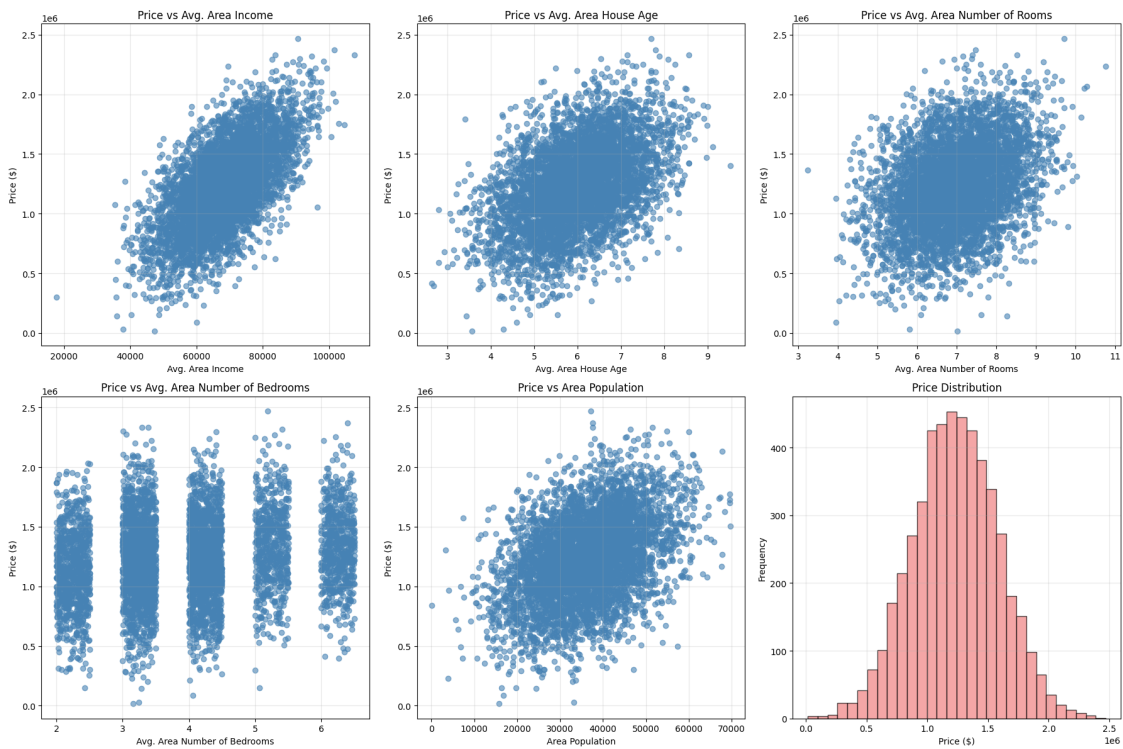 Price vs Avg. Area Income
1e6
Price ($)
2.5
2.0
1.5
1.0
0.5
0.0
20000 40000 60000 80000 100000
Avg. Area Income
Price vs Avg. Area House Age
1e6
Price ($)
2.5
2.0
1.5
1.0
0.5
0.0
3 4 5 6 7 8 9
Avg. Area House Age
Price vs Avg. Area Number of Rooms
1e6
Price ($)
2.5
2.0
1.5
1.0
0.5
0.0
3 4 5 6 7 8 9 10 11
Avg. Area Number of Rooms
Price vs Avg. Area Number of Bedrooms
1e6
Price ($)
2.5
2.0
1.5
1.0
0.5
0.0
2 3 4 5 6
Avg. Area Number of Bedrooms
Price vs Area Population
1e6
Price ($)
2.5
2.0
1.5
1.0
0.5
0.0
0 10000 20000 30000 40000 50000 60000 70000
Area Population
Price Distribution
Frequency
400
300
200
100
0
0.0 0.5 1.0 1.5 2.0 2.5
Price ($)
1e6